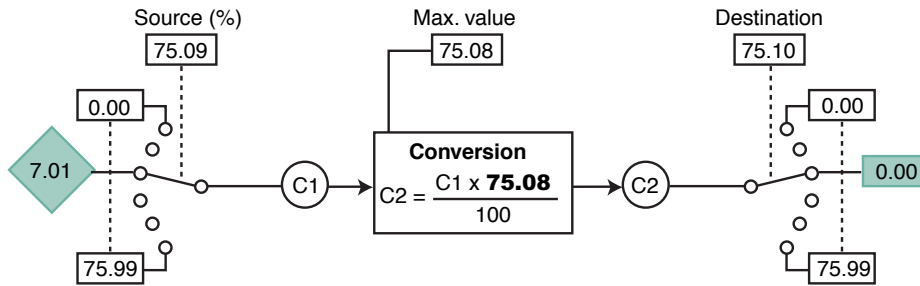 Source (%)
Max. value
Destination
75.09
75.08
75.10
0.00
0.00
7.01
Conversion
C1
C2 = C1 x 75.08
100
C2
0.00
75.99
75.99